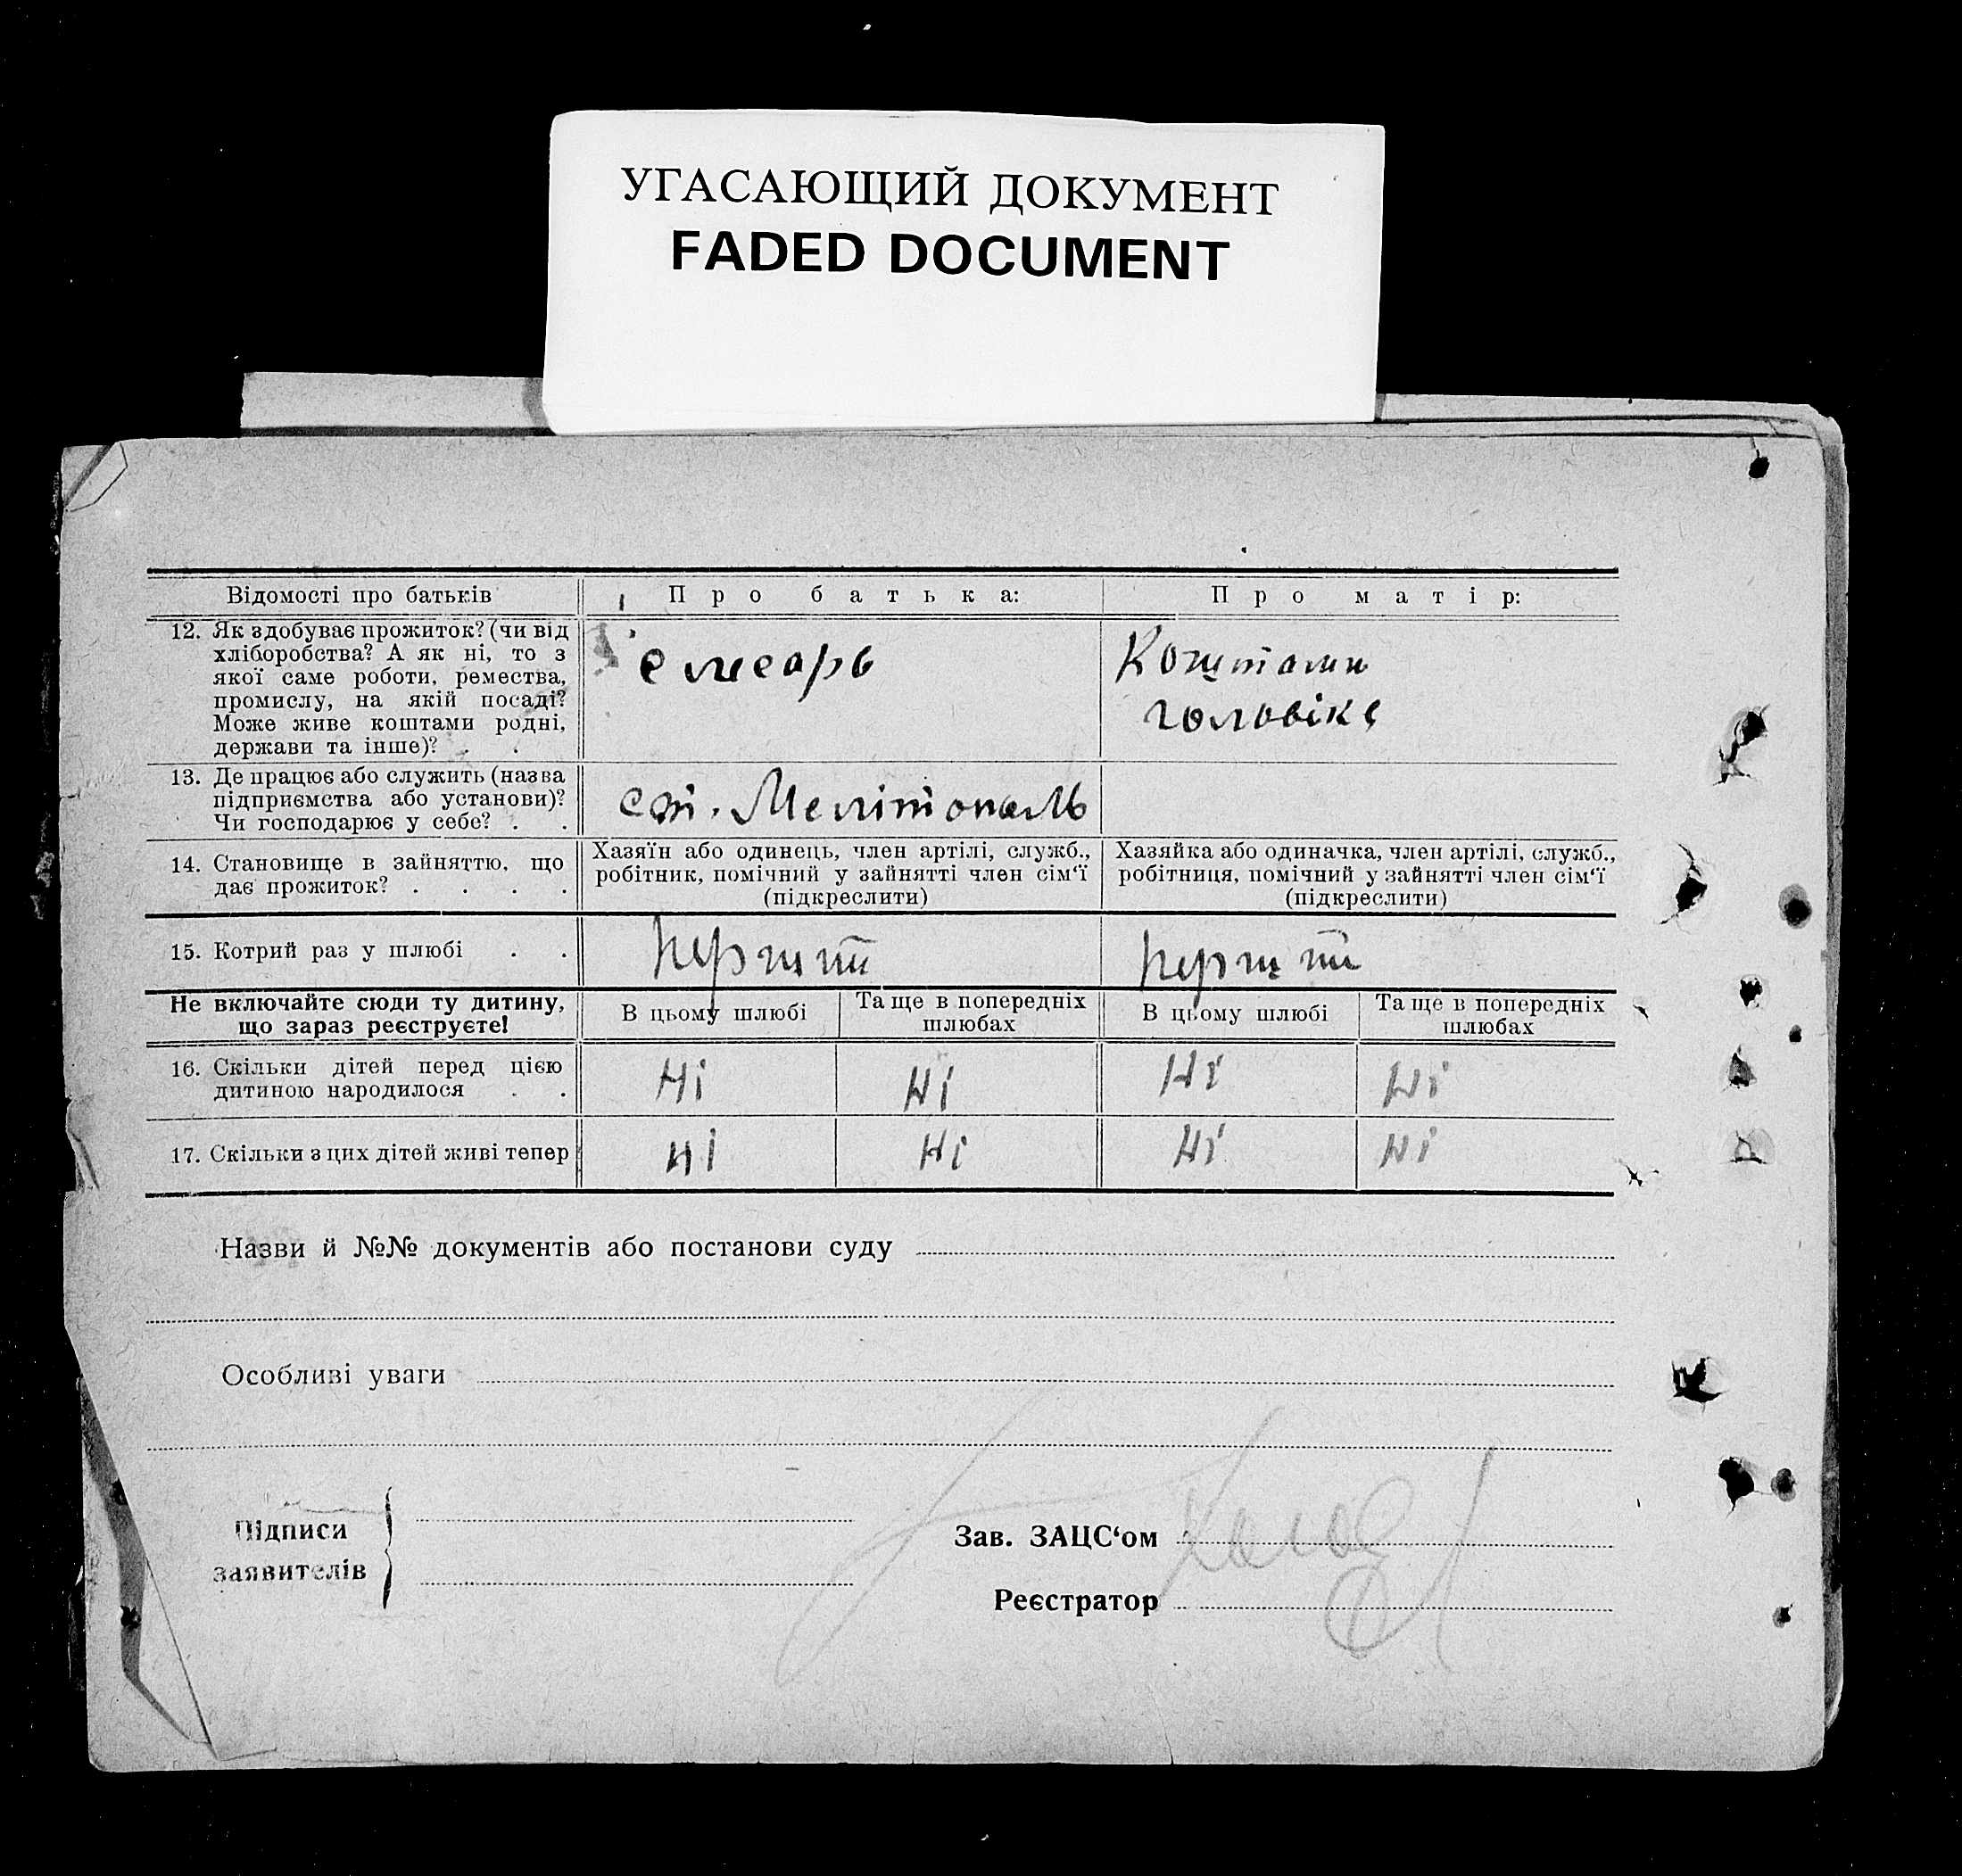 УГАСАЮЩИЙ ДОКУМЕНТ
FADED DOCUMENT
Відомості про батьків
Про батька:
Про матір:
12. Як здобуває прожиток? (чи від
хліборобства? А як ні, то з
якої саме роботи, ремества,
промислу, на якій посаді?
Може живе коштами родні,
держави та інше)? . .
слесарь
Коштами
чоловіка
13. Де працює або служить (назва
підприємства або установи)?
Чи господарює у себе? . .
ст. Мелітополь
14. Становище в зайняттю, що
дає прожиток? . . . .
Хазяїн або одинець, член артілі, служб.,
робітник, помічний у зайнятті член сім‘ї
(підкреслити)
Хазяйка або одиначка, член артілі, служб.,
робітниця, помічний у зайнятті член сім‘ї
(підкреслити)
15. Котрий раз у шлюбі . .
перший
перший
Не включайте сюди ту дитину,
що зараз реєструєте!
В цьому шлюбі
Та ще в попередніх
шлюбах
В цьому шлюбі
Та ще в попередніх
шлюбах
16. Скільки дітей перед цією
дитиною народилося . .
Ні
Ні
Ні
Ні
17. Скільки з цих дітей живі тепер
Ні
Ні
Ні
Ні
Назви й №№ документів або постанови суду
Особливі уваги
Підписи
заявителів
Зав. ЗАЦС‘ом
Реєстратор